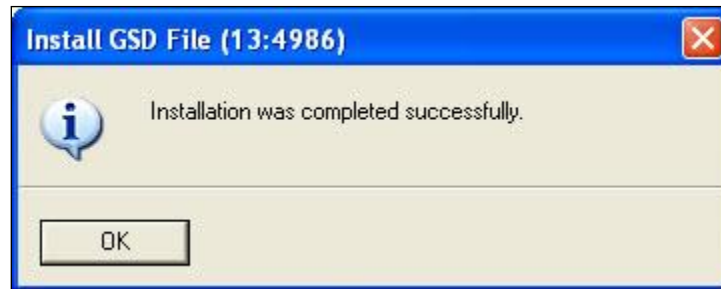 Install GSD File (13:4986)
Installation was completed successfully.
OK